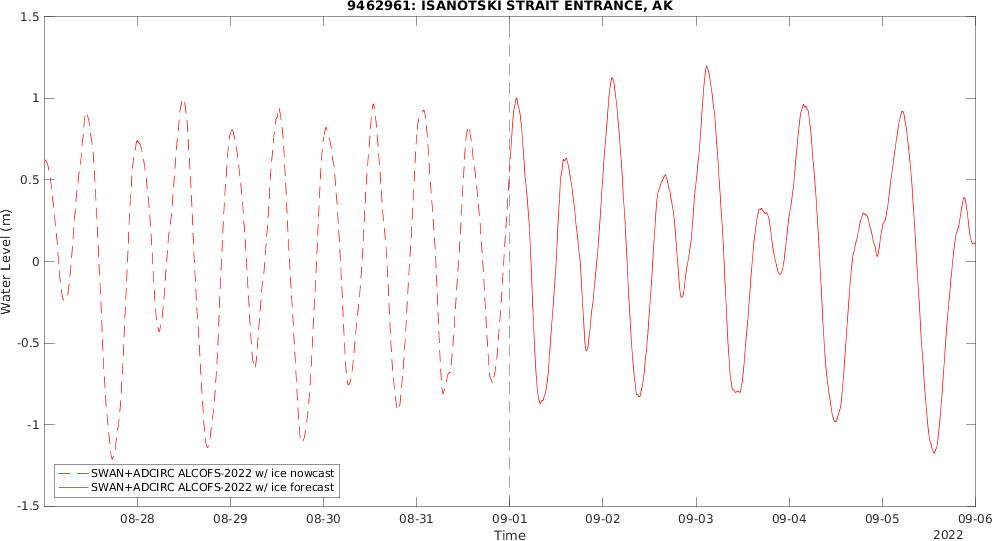 9462961: ISANOTSKI STRAIT ENTRANCE, AK
1.5
1
0.5
0
-0.5
-1
-1.5
Water Level (m)
SWAN+ADCIRC ALCOFS-2022 w/ ice nowcast
SWAN+ADCIRC ALCOFS-2022 w/ ice forecast
08-28 08-29 08-30 08-31 09-01 09-02 09-03 09-04 09-05 09-06
Time
2022